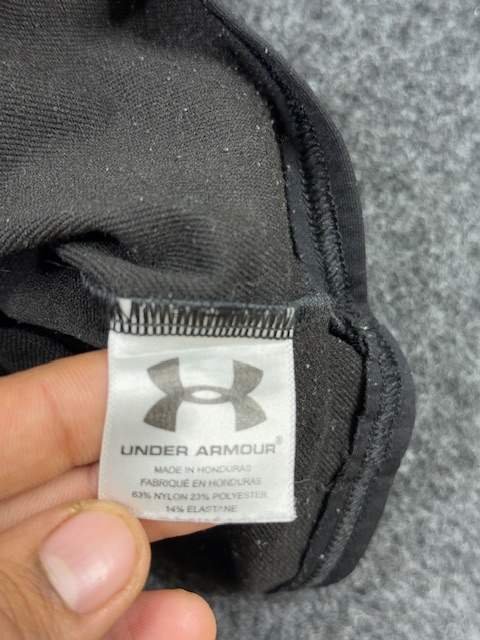 UNDER ARMOUR®
MADE IN HONDURAS
FABRIQUÉ EN HONDURAS
63% NYLON 23% POLYESTER
14% ELASTANE